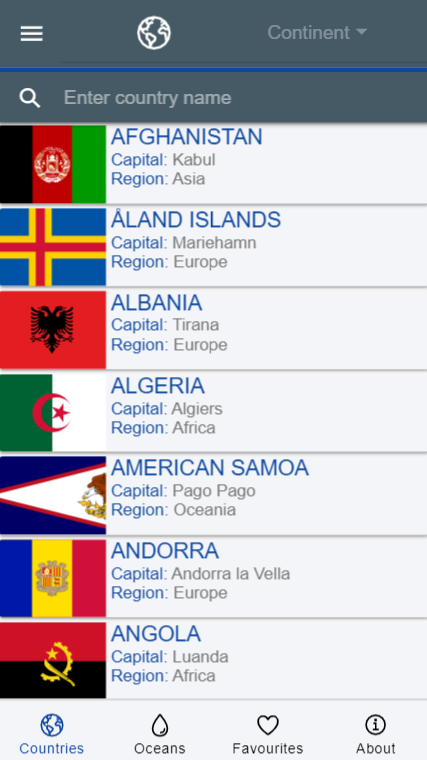 Continent
Enter country name
AFGHANISTAN
Capital: Kabul
Region: Asia
ÅLAND ISLANDS
Capital: Mariehamn
Region: Europe
ALBANIA
Capital: Tirana
Region: Europe
ALGERIA
Capital: Algiers
Region: Africa
AMERICAN SAMOA
Capital: Pago Pago
Region: Oceania
ANDORRA
Capital: Andorra la Vella
Region: Europe
ANGOLA
Capital: Luanda
Region: Africa
Countries Oceans Favourites About